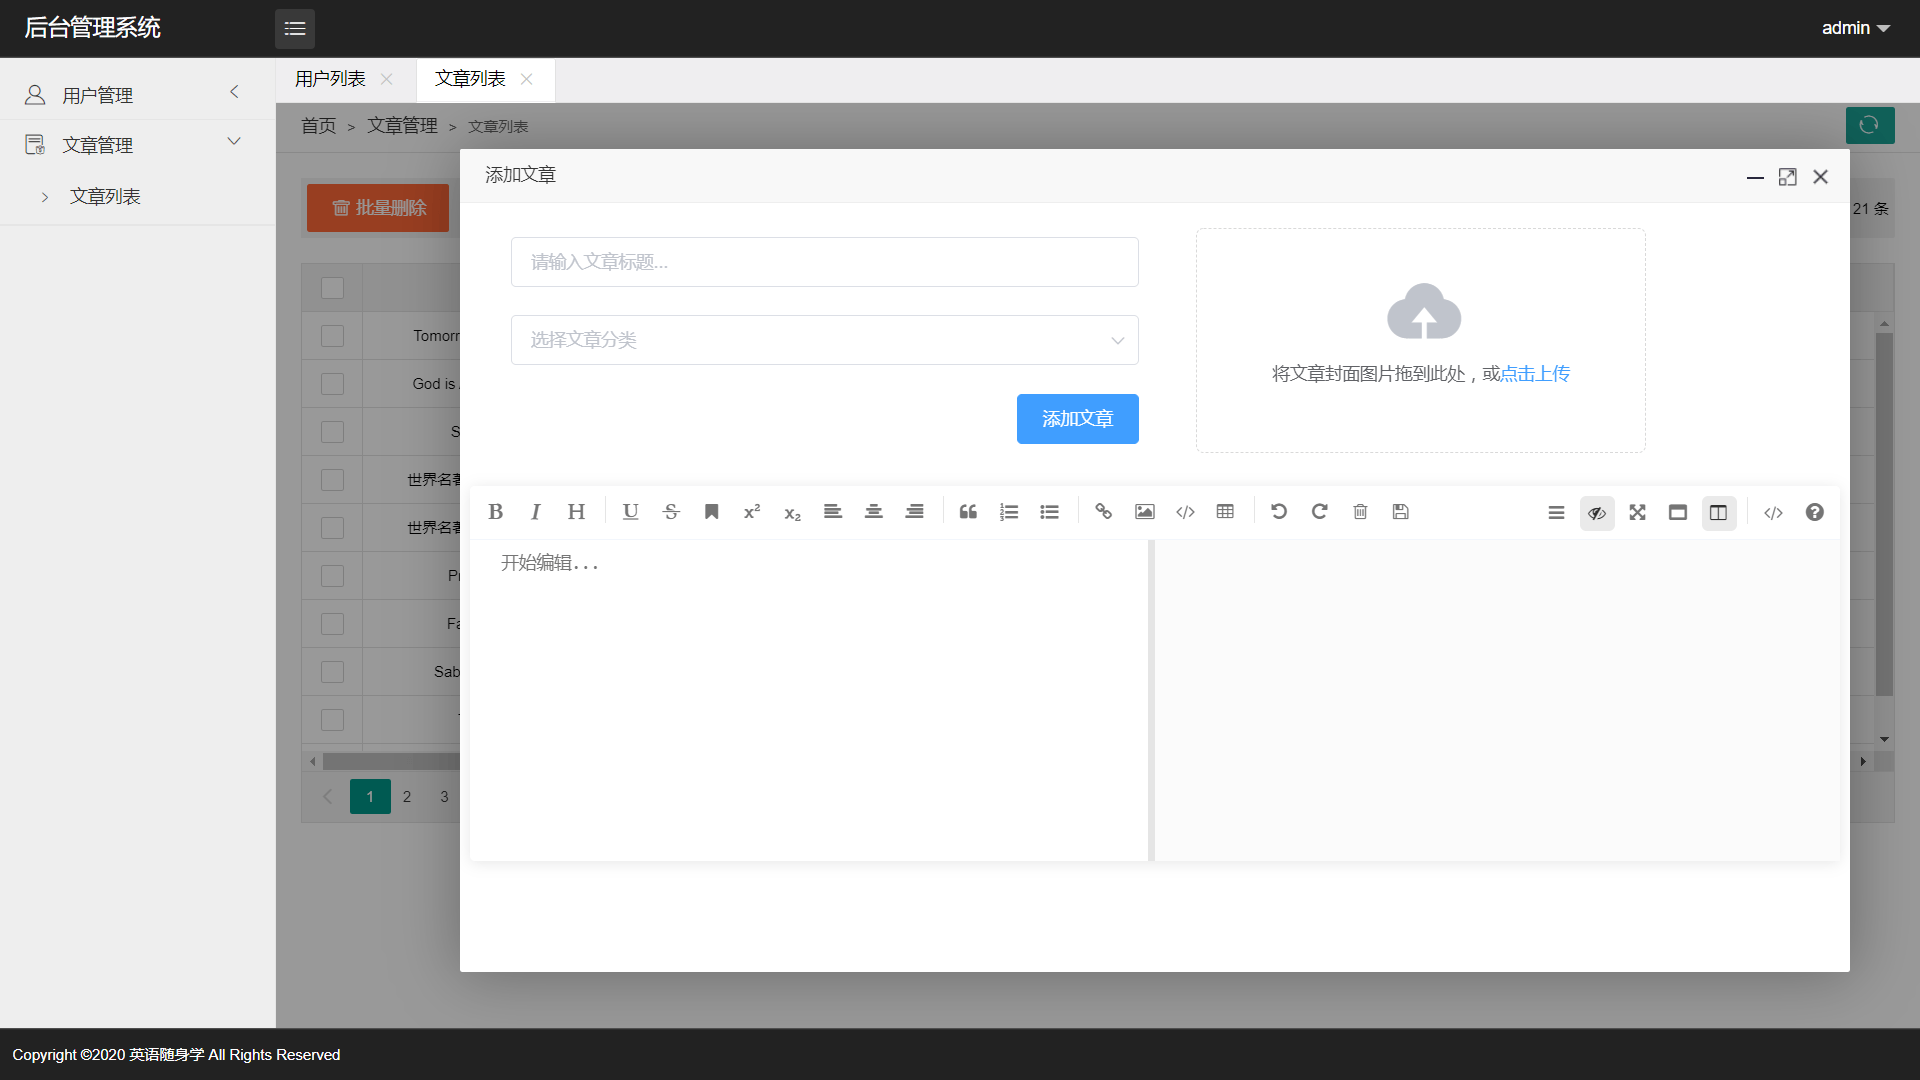 后台管理系统
admin
用户管理
文章管理
文章列表
用户列表
文章列表
首页 > 文章管理 > 文章列表
批量删除
21 条
添加文章
请输入文章标题...
选择文章分类
添加文章
将文章封面图片拖到此处，或点击上传
B I H U S x² x₂
开始编辑...
God is
世界名著
世界名著
1 2 3
Copyright ©2020 英语随身学 All Rights Reserved